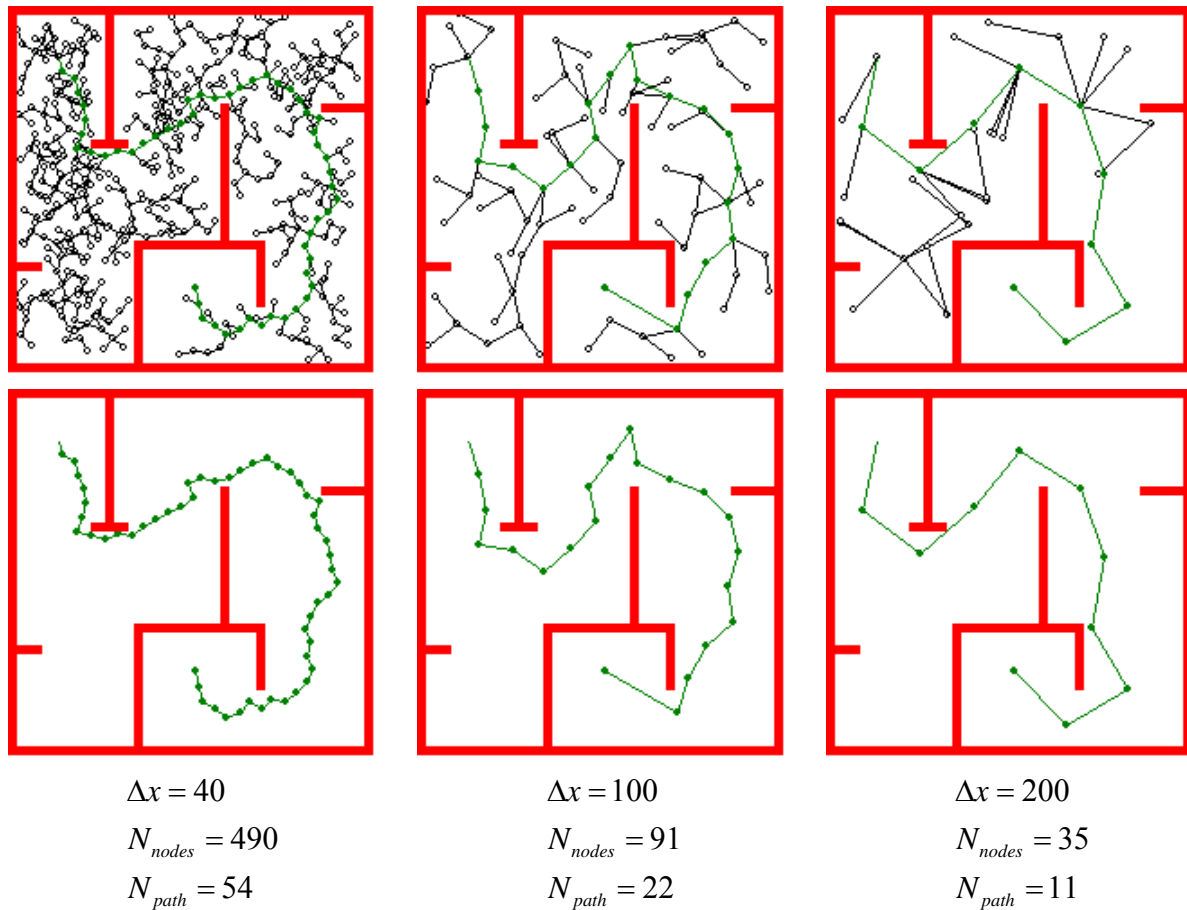 Δx = 40
N_nodes = 490
N_path = 54
Δx = 100
N_nodes = 91
N_path = 22
Δx = 200
N_nodes = 35
N_path = 11